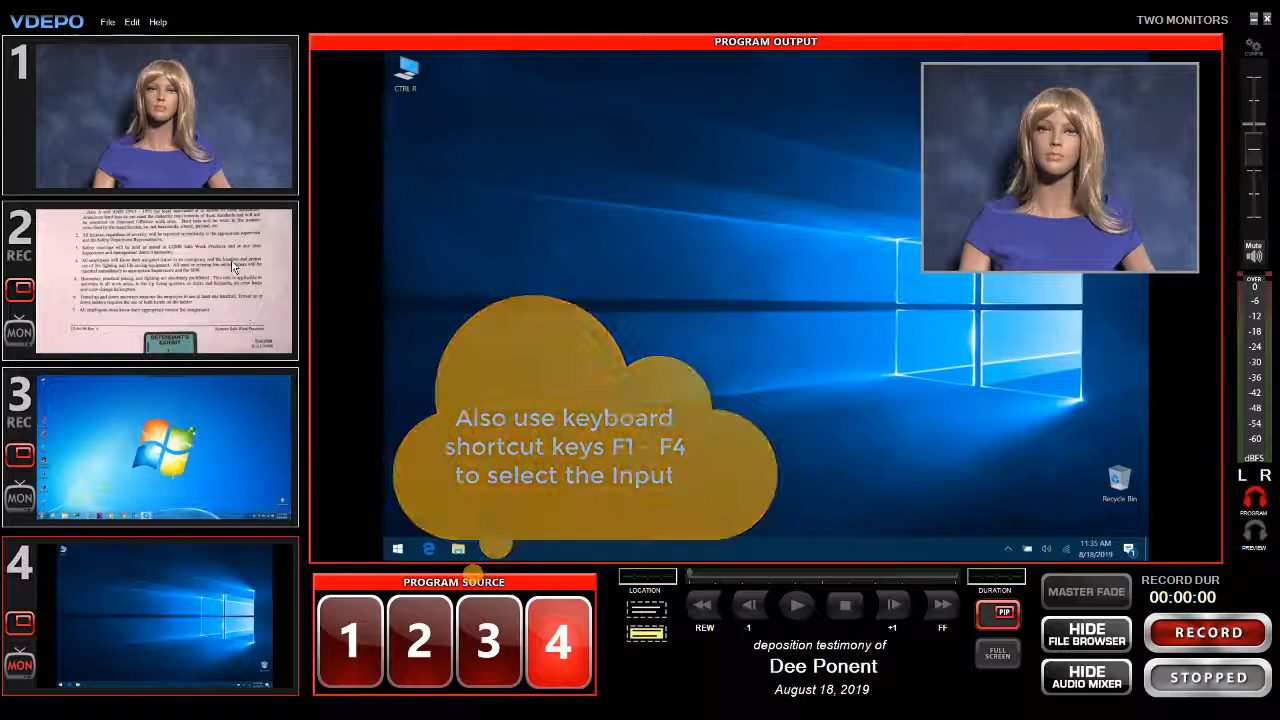 VDEPO
File Edit Help
TWO MONITORS
PROGRAM OUTPUT
1
2
REC
MON
3
REC
MON
4
MON
DEFENDANT'S
EXHIBIT
CTRL R
Recycle Bin
11:35 AM
8/18/2019
Also use keyboard
shortcut keys F1 - F4
to select the Input
CONFIG
Mute
OVER
0
-6
-12
-18
-24
-30
-36
-42
-48
-54
-60
dBFS
L R
PROGRAM
PREVIEW
PROGRAM SOURCE
1 2 3 4
LOCATION
DURATION
REW -1 +1 FF
PIP
FULL
SCREEN
deposition testimony of
Dee Ponent
August 18, 2019
MASTER FADE
HIDE
FILE BROWSER
HIDE
AUDIO MIXER
RECORD DUR
00:00:00
RECORD
STOPPED